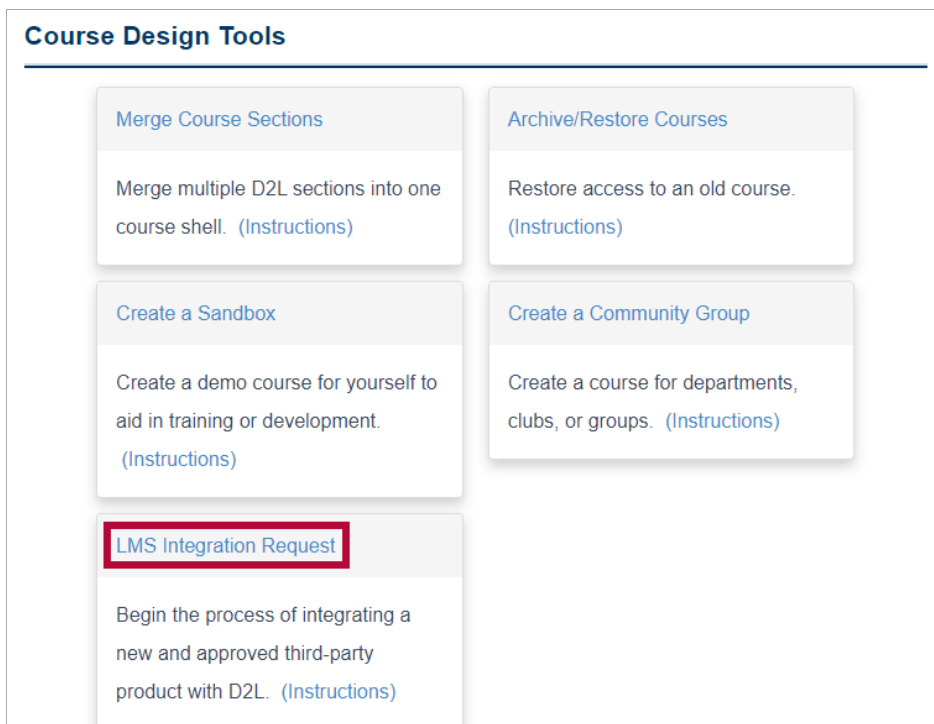 Course Design Tools
Merge Course Sections
Merge multiple D2L sections into one
course shell. (Instructions)
Archive/Restore Courses
Restore access to an old course.
(Instructions)
Create a Sandbox
Create a demo course for yourself to
aid in training or development.
(Instructions)
Create a Community Group
Create a course for departments,
clubs, or groups. (Instructions)
LMS Integration Request
Begin the process of integrating a
new and approved third-party
product with D2L. (Instructions)